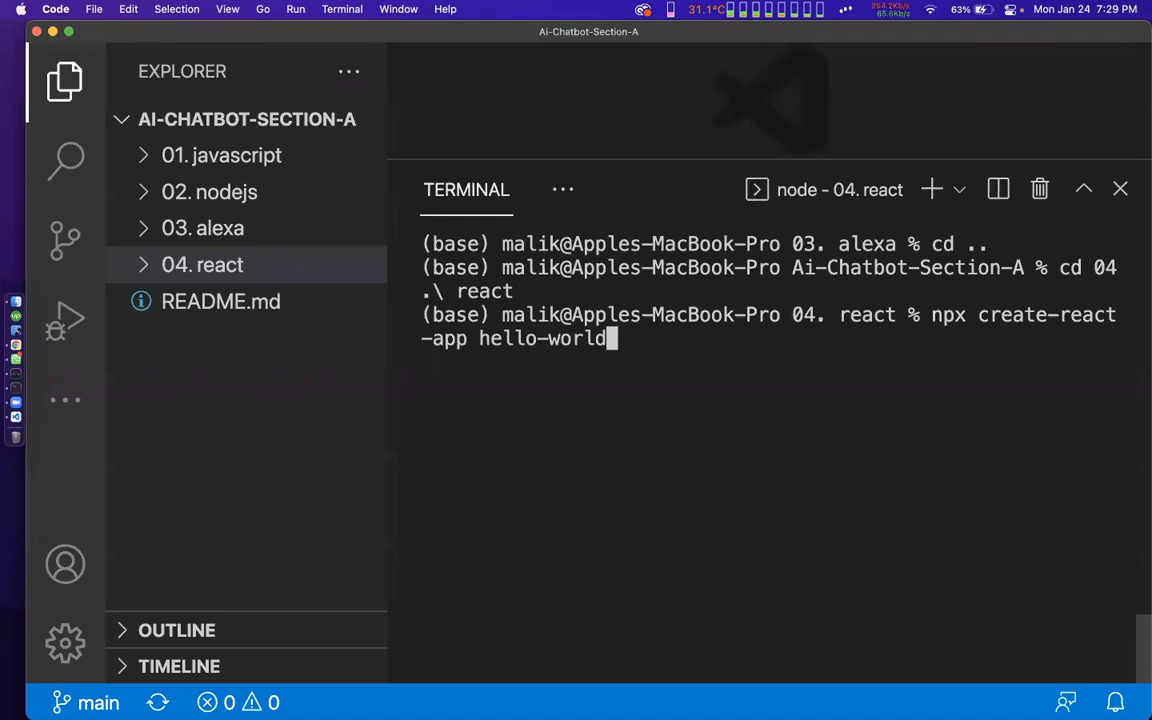 Code File Edit Selection View Go Run Terminal Window Help 31.1°C 63% Mon Jan 24 7:29 PM
Ai-Chatbot-Section-A
EXPLORER
AI-CHATBOT-SECTION-A
01. javascript
02. nodejs
03. alexa
04. react
README.md
OUTLINE
TIMELINE
TERMINAL
node - 04. react
(base) malik@Apples-MacBook-Pro 03. alexa % cd ..
(base) malik@Apples-MacBook-Pro Ai-Chatbot-Section-A % cd 04
.\ react
(base) malik@Apples-MacBook-Pro 04. react % npx create-react
-app hello-world
main 0 0